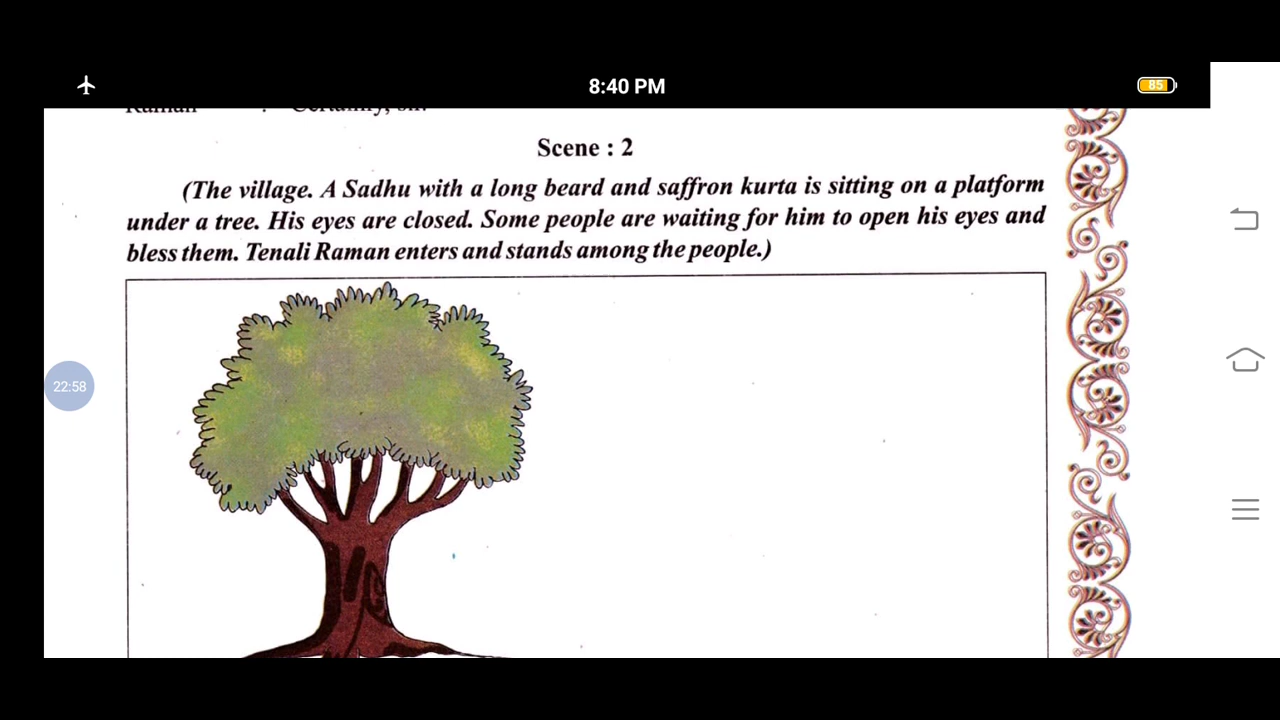 8:40 PM
85
Scene : 2
(The village. A Sadhu with a long beard and saffron kurta is sitting on a platform
under a tree. His eyes are closed. Some people are waiting for him to open his eyes and
bless them. Tenali Raman enters and stands among the people.)
22:58